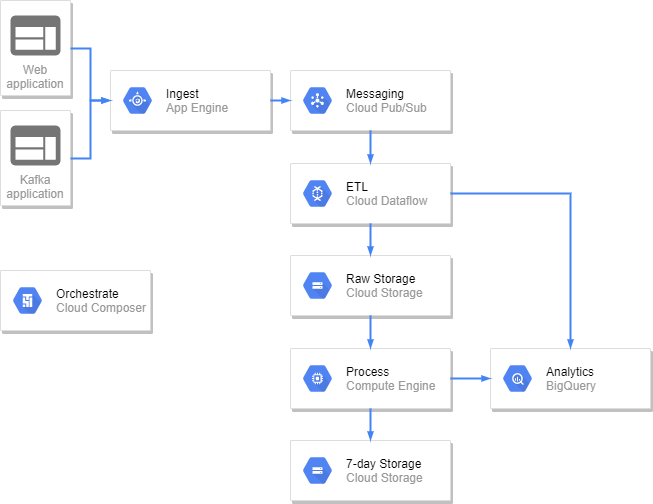 Web
application
Kafka
application
Ingest
App Engine
Messaging
Cloud Pub/Sub
ETL
Cloud Dataflow
Raw Storage
Cloud Storage
Orchestrate
Cloud Composer
Process
Compute Engine
Analytics
BigQuery
7-day Storage
Cloud Storage